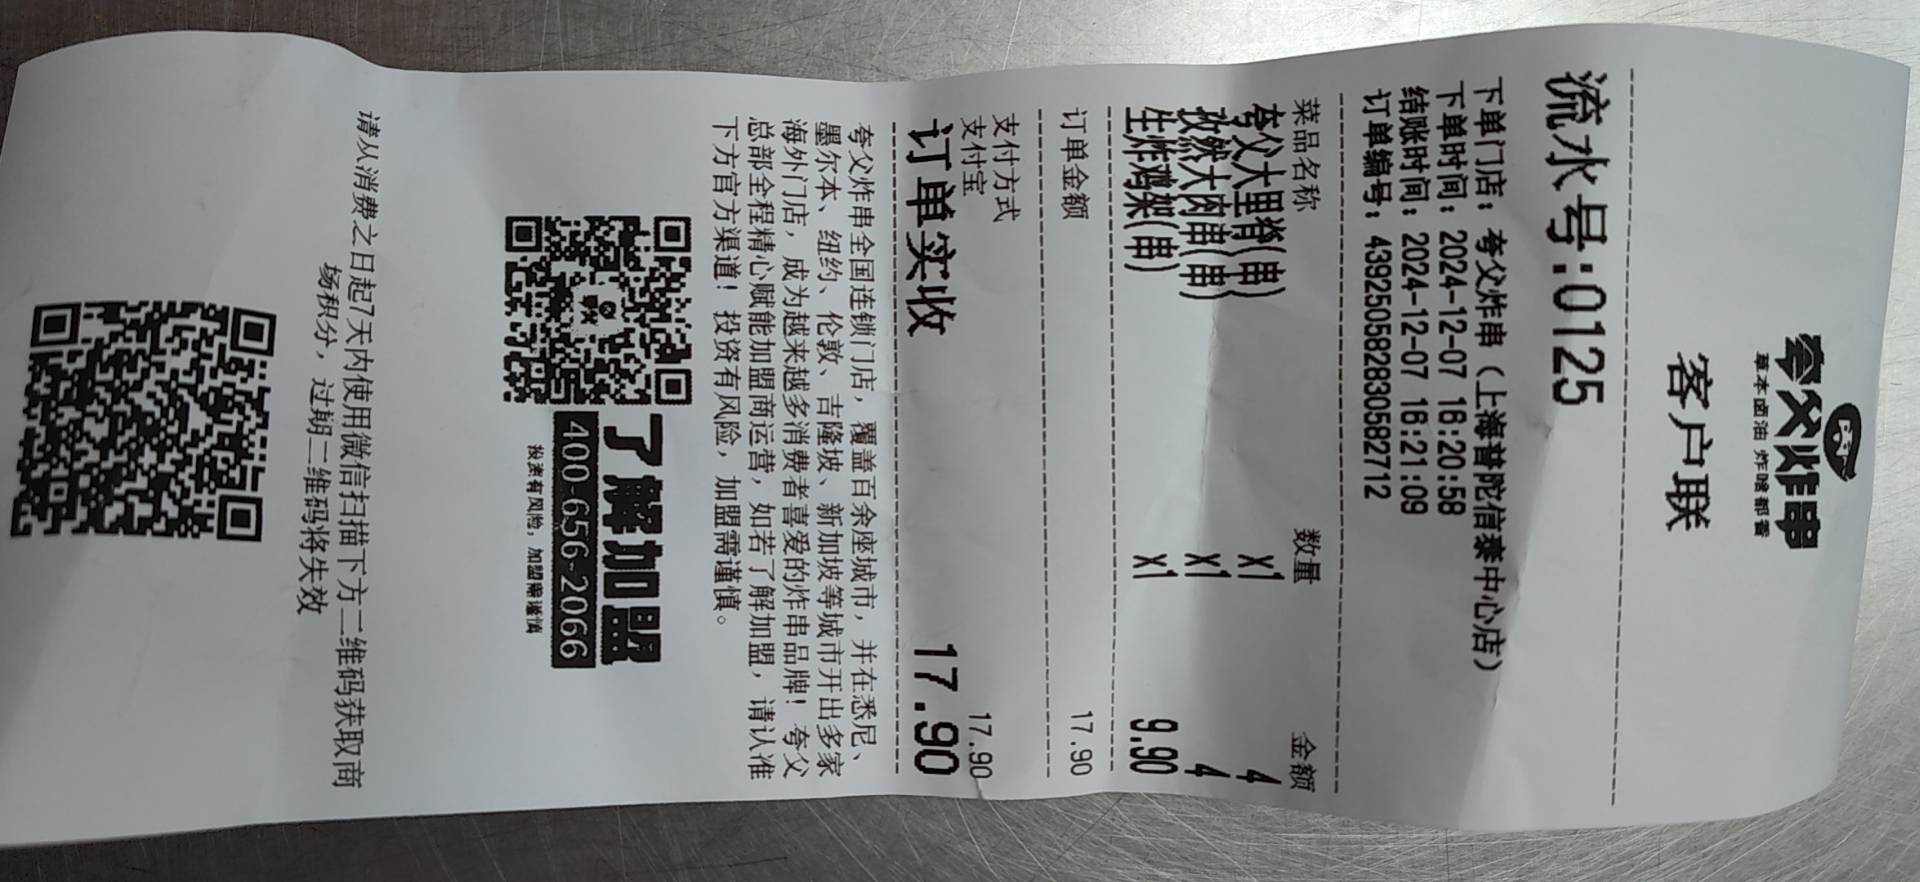 夸父炸串
草本卤油 炸啥都香
客户联
流水号:0125
下单门店: 夸父炸串 (上海普陀信泰中心店)
下单时间: 2024-12-07 16:20:58
结账时间: 2024-12-07 16:21:09
订单编号: 4392505828305827​12
菜品名称 数量 金额
夸父大里脊(串) x1 4
孜然大肉串(串) x1 4
生炸鸡架(串) x1 9.90
订单金额 17.90
支付方式
支付宝 17.90
订单实收 17.90
夸父炸串全国连锁门店, 覆盖百余座城市, 并在悉尼、
墨尔本、纽约、伦敦、吉隆坡、新加坡等城市开出多家
海外门店, 成为越来越多消费者喜爱的炸串品牌! 夸父
总部全程精心赋能加盟商运营, 如若了解加盟, 请认准
下方官方渠道! 投资有风险, 加盟需谨慎。
了解加盟
400-6556-2066
投资有风险, 加盟需谨慎
请从消费之日起7天内使用微信扫描下方二维码获取商
场积分, 过期二维码将失效